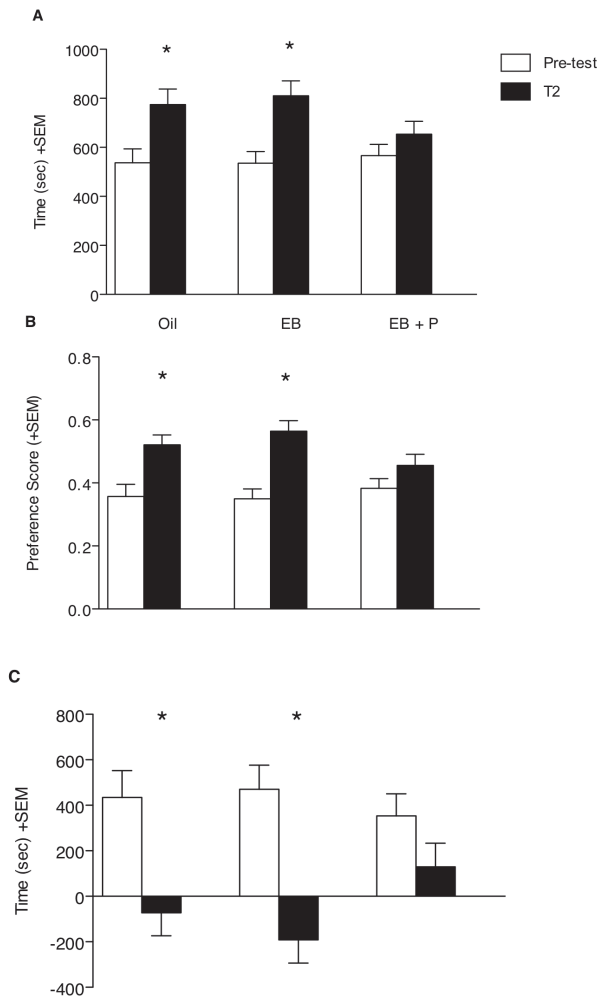 A
1000
800
600
400
200
0
Time (sec) +SEM
*
*
Pre-test
T2
Oil
EB
EB + P
B
0.8
0.6
0.4
0.2
0.0
Preference Score (+SEM)
*
*
C
800
600
400
200
0
-200
-400
Time (sec) +SEM
*
*